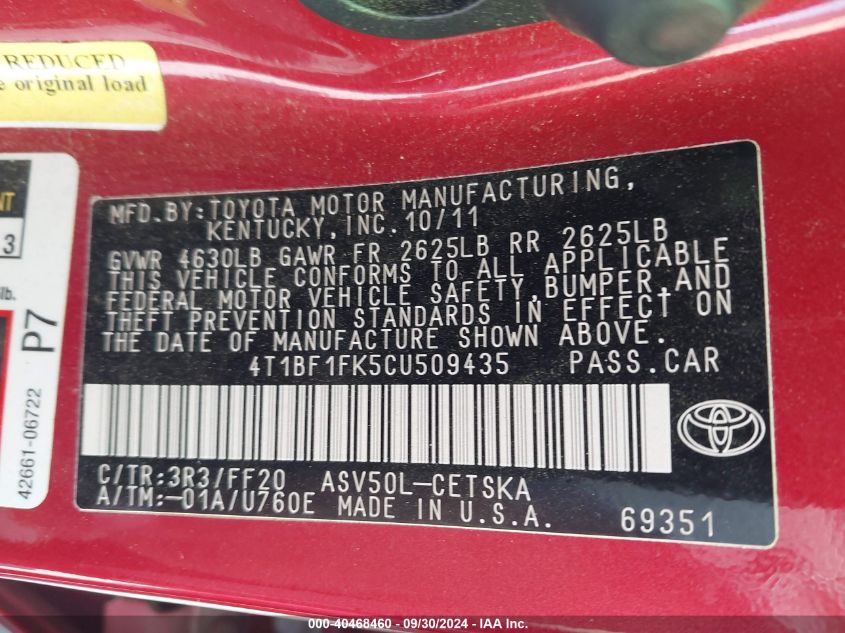 REDUCED
e original load
NT
3
lb.
P7
42661-06722
MFD.BY:TOYOTA MOTOR MANUFACTURING,
KENTUCKY,INC.10/11
GVWR 4630LB GAWR FR 2625LB RR 2625LB
THIS VEHICLE CONFORMS TO ALL APPLICABLE
FEDERAL MOTOR VEHICLE SAFETY,BUMPER,AND
THEFT PREVENTION STANDARDS IN EFFECT ON
THE DATE OF MANUFACTURE SHOWN ABOVE.
4T1BF1FK5CU509435 PASS.CAR
C/TR:3R3/FF20 ASV50L-CETSKA
A/TM:-01A/U760E MADE IN U.S.A.
69351
000-40468460 - 09/30/2024 - IAA Inc.